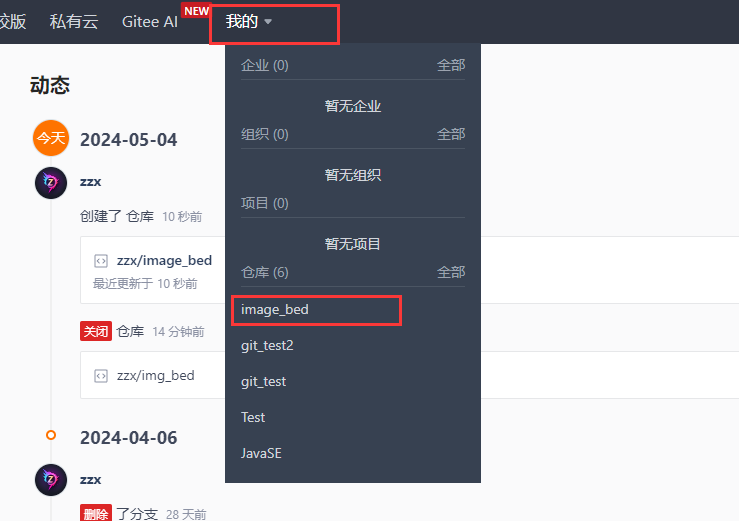 校版 私有云 Gitee AI NEW 我的
企业 (0) 全部
暂无企业
组织 (0) 全部
暂无组织
项目 (0)
暂无项目
仓库 (6) 全部
image_bed
git_test2
git_test
Test
JavaSE
动态
今天 2024-05-04
zzx
创建了 仓库 10 秒前
zzx/image_bed
最近更新于 10 秒前
关闭 仓库 14 分钟前
zzx/img_bed
2024-04-06
zzx
删除 了分支 28 天前